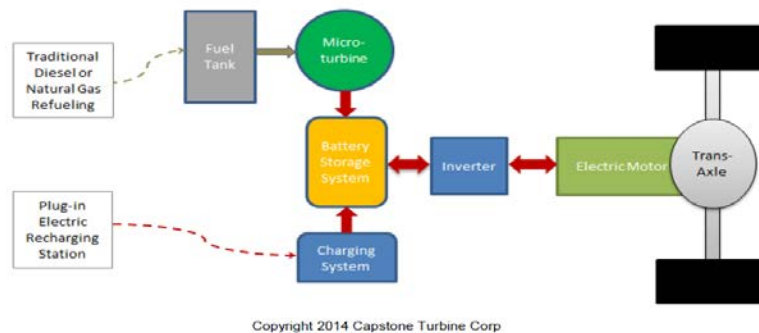 Traditional
Diesel or
Natural Gas
Refueling
Fuel
Tank
Micro-
turbine
Battery
Storage
System
Inverter
Electric Motor
Trans-
Axle
Plug-in
Electric
Recharging
Station
Charging
System
Copyright 2014 Capstone Turbine Corp